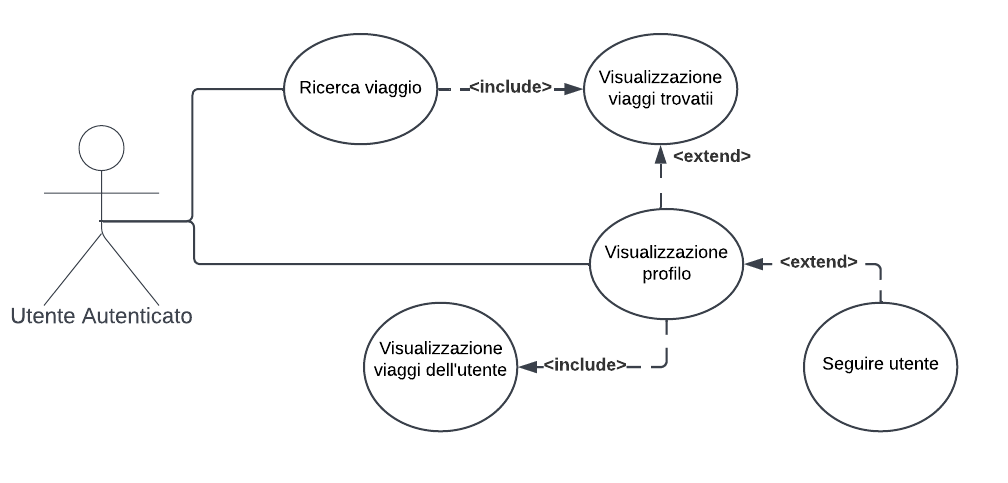 Ricerca viaggio
<include>
Visualizzazione
viaggi trovatii
<extend>
Visualizzazione
profilo
<extend>
Utente Autenticato
Visualizzazione
viaggi dell'utente
<include>
Seguire utente